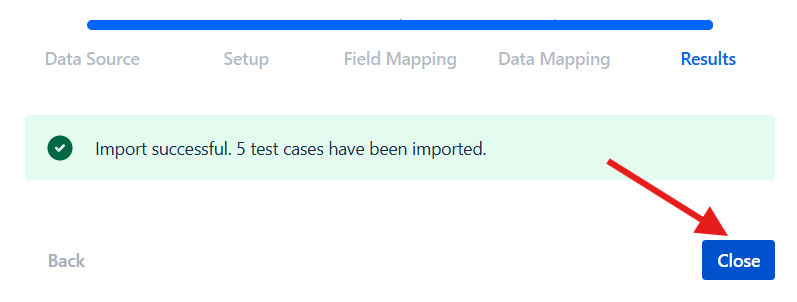 Data Source Setup Field Mapping Data Mapping Results
Import successful. 5 test cases have been imported.
Back Close